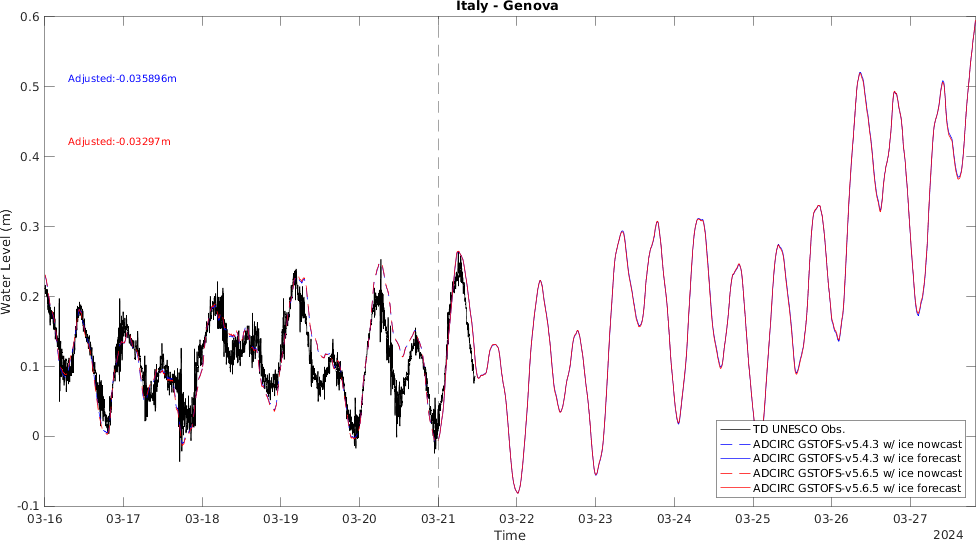 Italy - Genova
0.6
0.5
0.4
0.3
0.2
0.1
0
-0.1
Water Level (m)
Adjusted:-0.035896m
Adjusted:-0.03297m
TD UNESCO Obs.
ADCIRC GSTOFS-v5.4.3 w/ ice nowcast
ADCIRC GSTOFS-v5.4.3 w/ ice forecast
ADCIRC GSTOFS-v5.6.5 w/ ice nowcast
ADCIRC GSTOFS-v5.6.5 w/ ice forecast
03-16 03-17 03-18 03-19 03-20 03-21 03-22 03-23 03-24 03-25 03-26 03-27
Time
2024